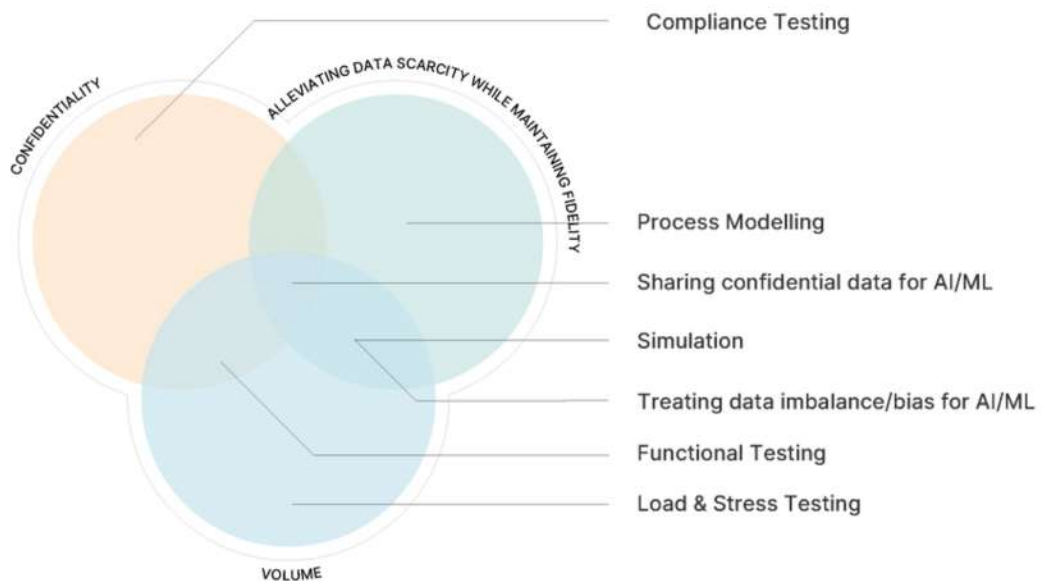 Compliance Testing
CONFIDENTIALITY
ALLEVIATING DATA SCARCITY WHILE MAINTAINING FIDELITY
Process Modelling
Sharing confidential data for AI/ML
Simulation
Treating data imbalance/bias for AI/ML
Functional Testing
Load & Stress Testing
VOLUME